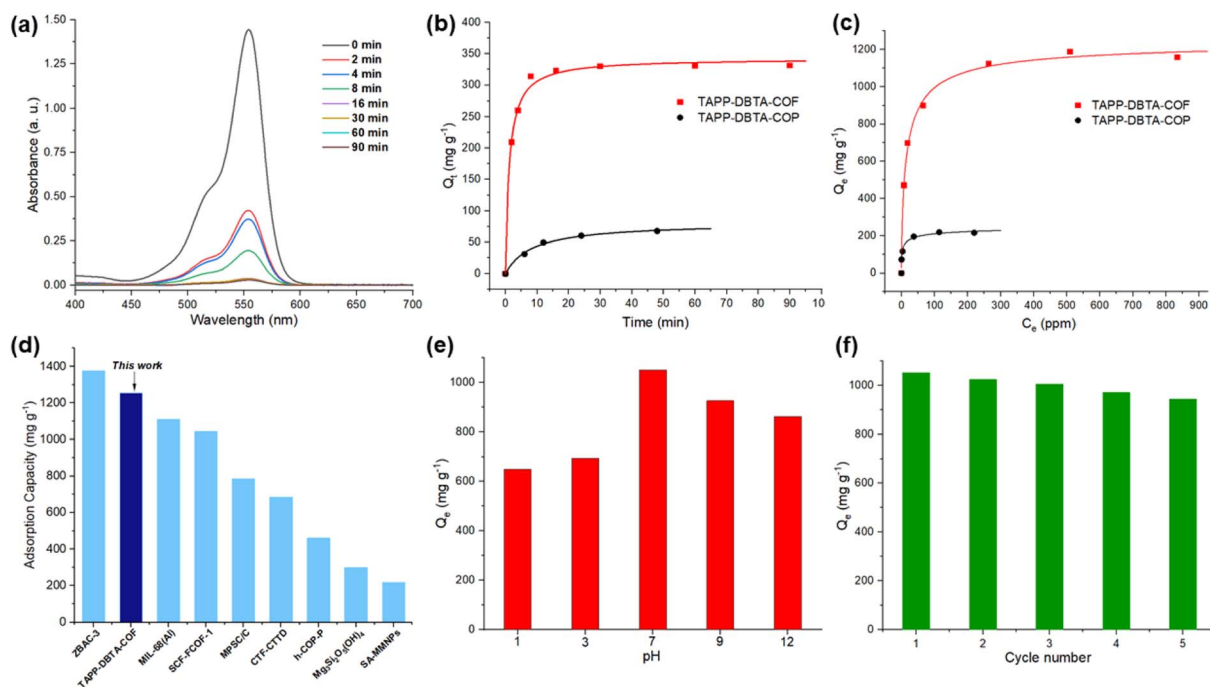 (a)
1.50
1.25
1.00
0.75
0.50
0.25
0.00
Absorbance (a. u.)
400 450 500 550 600 650 700
Wavelength (nm)
0 min
2 min
4 min
8 min
16 min
30 min
60 min
90 min
(b)
400
350
300
250
200
150
100
50
0
Qt (mg g-1)
0 10 20 30 40 50 60 70 80 90 10
Time (min)
TAPP-DBTA-COF
TAPP-DBTA-COP
(c)
1200
1000
800
600
400
200
0
Qe (mg g-1)
0 100 200 300 400 500 600 700 800 900
Ce (ppm)
TAPP-DBTA-COF
TAPP-DBTA-COP
(d)
1400
1200
1000
800
600
400
200
0
Adsorption Capacity (mg g-1)
This work
ZBAC-3
TAPP-DBTA-COF
MIL-68(Al)
SCF-FCOF-1
MPSC/C
CTF-CTTD
h-COP-P
Mg3Si2O5(OH)4
SA-MMNPs
(e)
1000
800
600
400
200
0
Qe (mg g-1)
1 3 7 9 12
pH
(f)
1000
800
600
400
200
0
Qe (mg g-1)
1 2 3 4 5
Cycle number